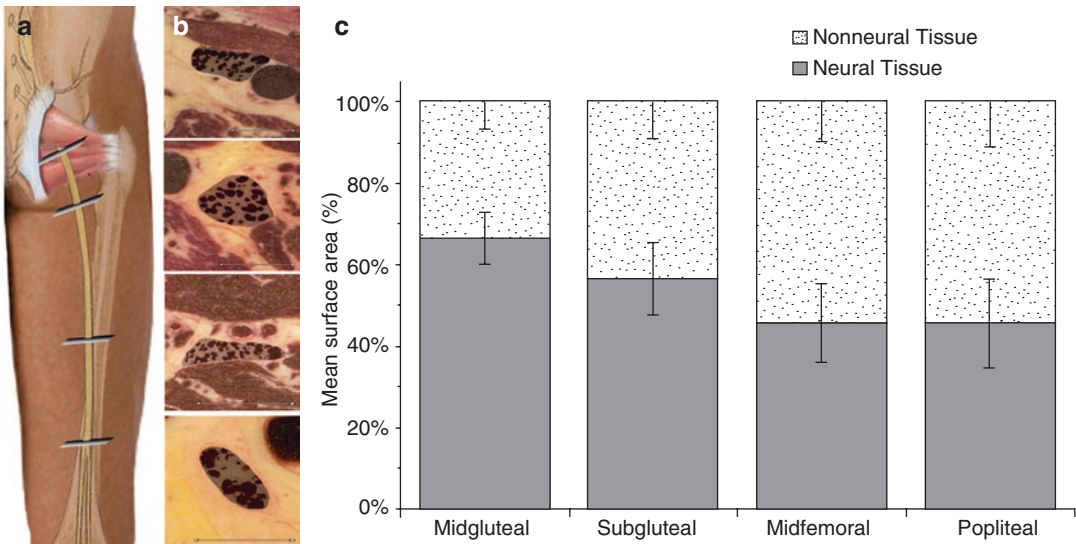 a
b
c
Nonneural Tissue
Neural Tissue
Mean surface area (%)
100%
80%
60%
40%
20%
0%
Midgluteal
Subgluteal
Midfemoral
Popliteal